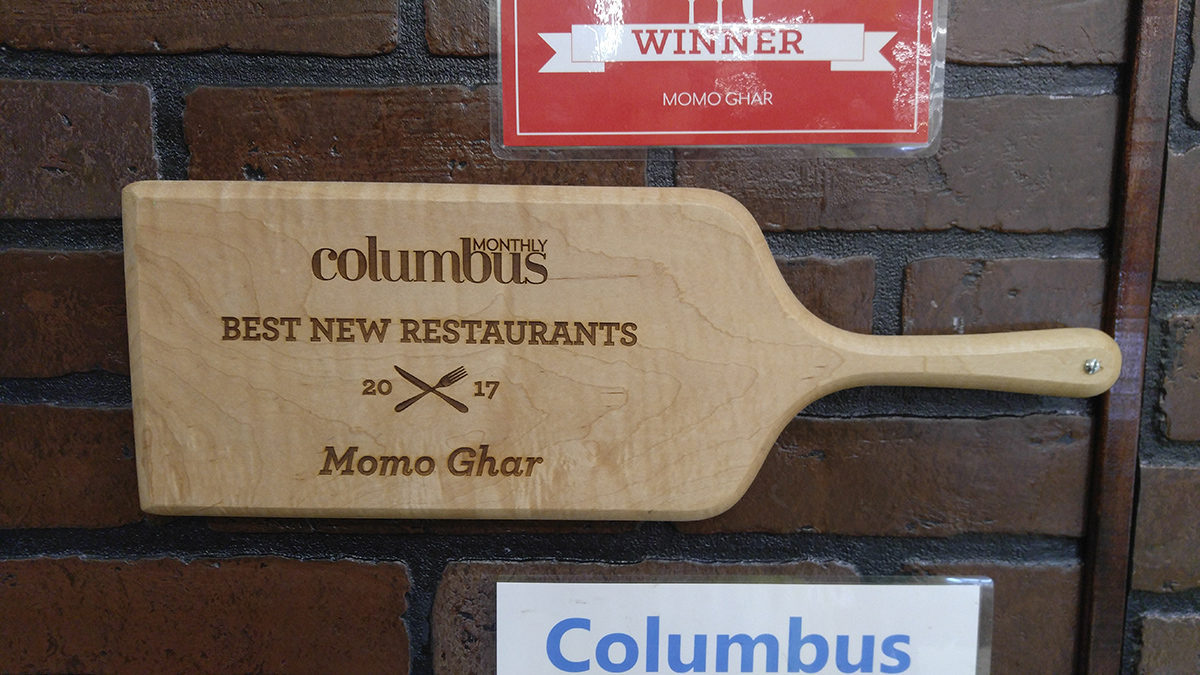 WINNER
MOMO GHAR
columbus MONTHLY
BEST NEW RESTAURANTS
20 17
Momo Ghar
Columbus